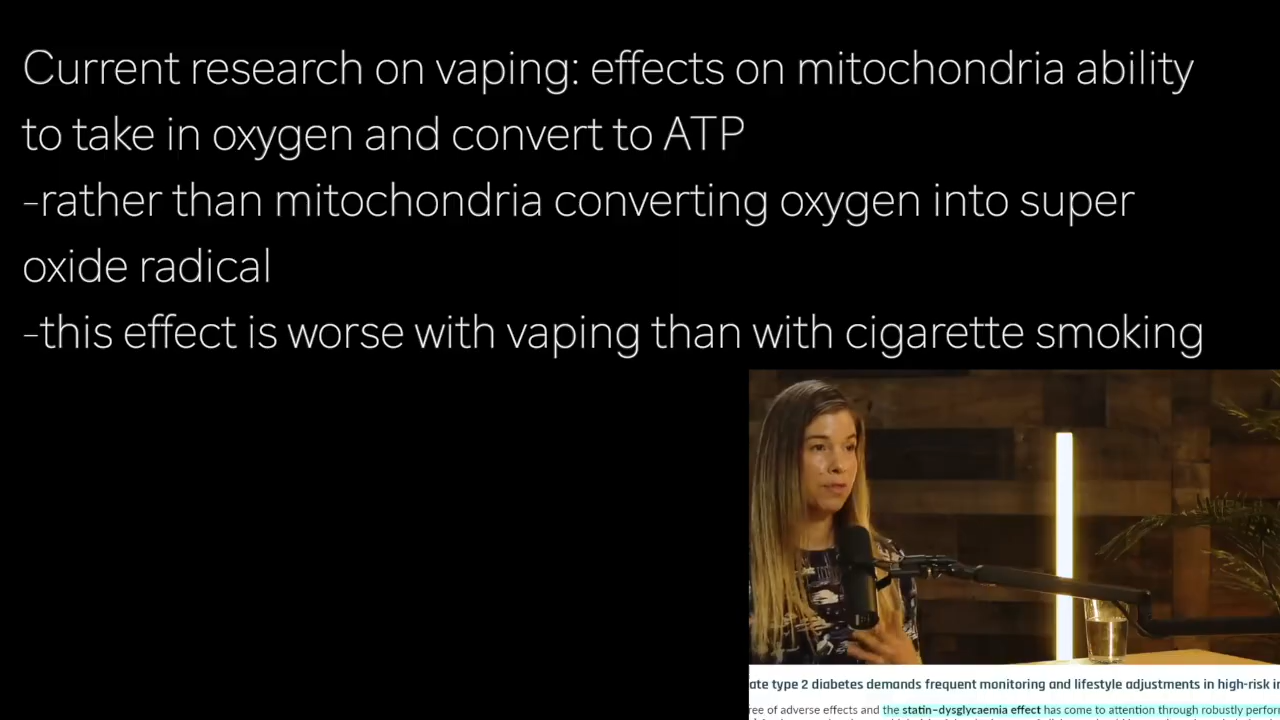 Current research on vaping: effects on mitochondria ability
to take in oxygen and convert to ATP
-rather than mitochondria converting oxygen into super
oxide radical
-this effect is worse with vaping than with cigarette smoking
ate type 2 diabetes demands frequent monitoring and lifestyle adjustments in high-risk
ree of adverse effects and the statin-dysglycaemia effect has come to attention through robustly